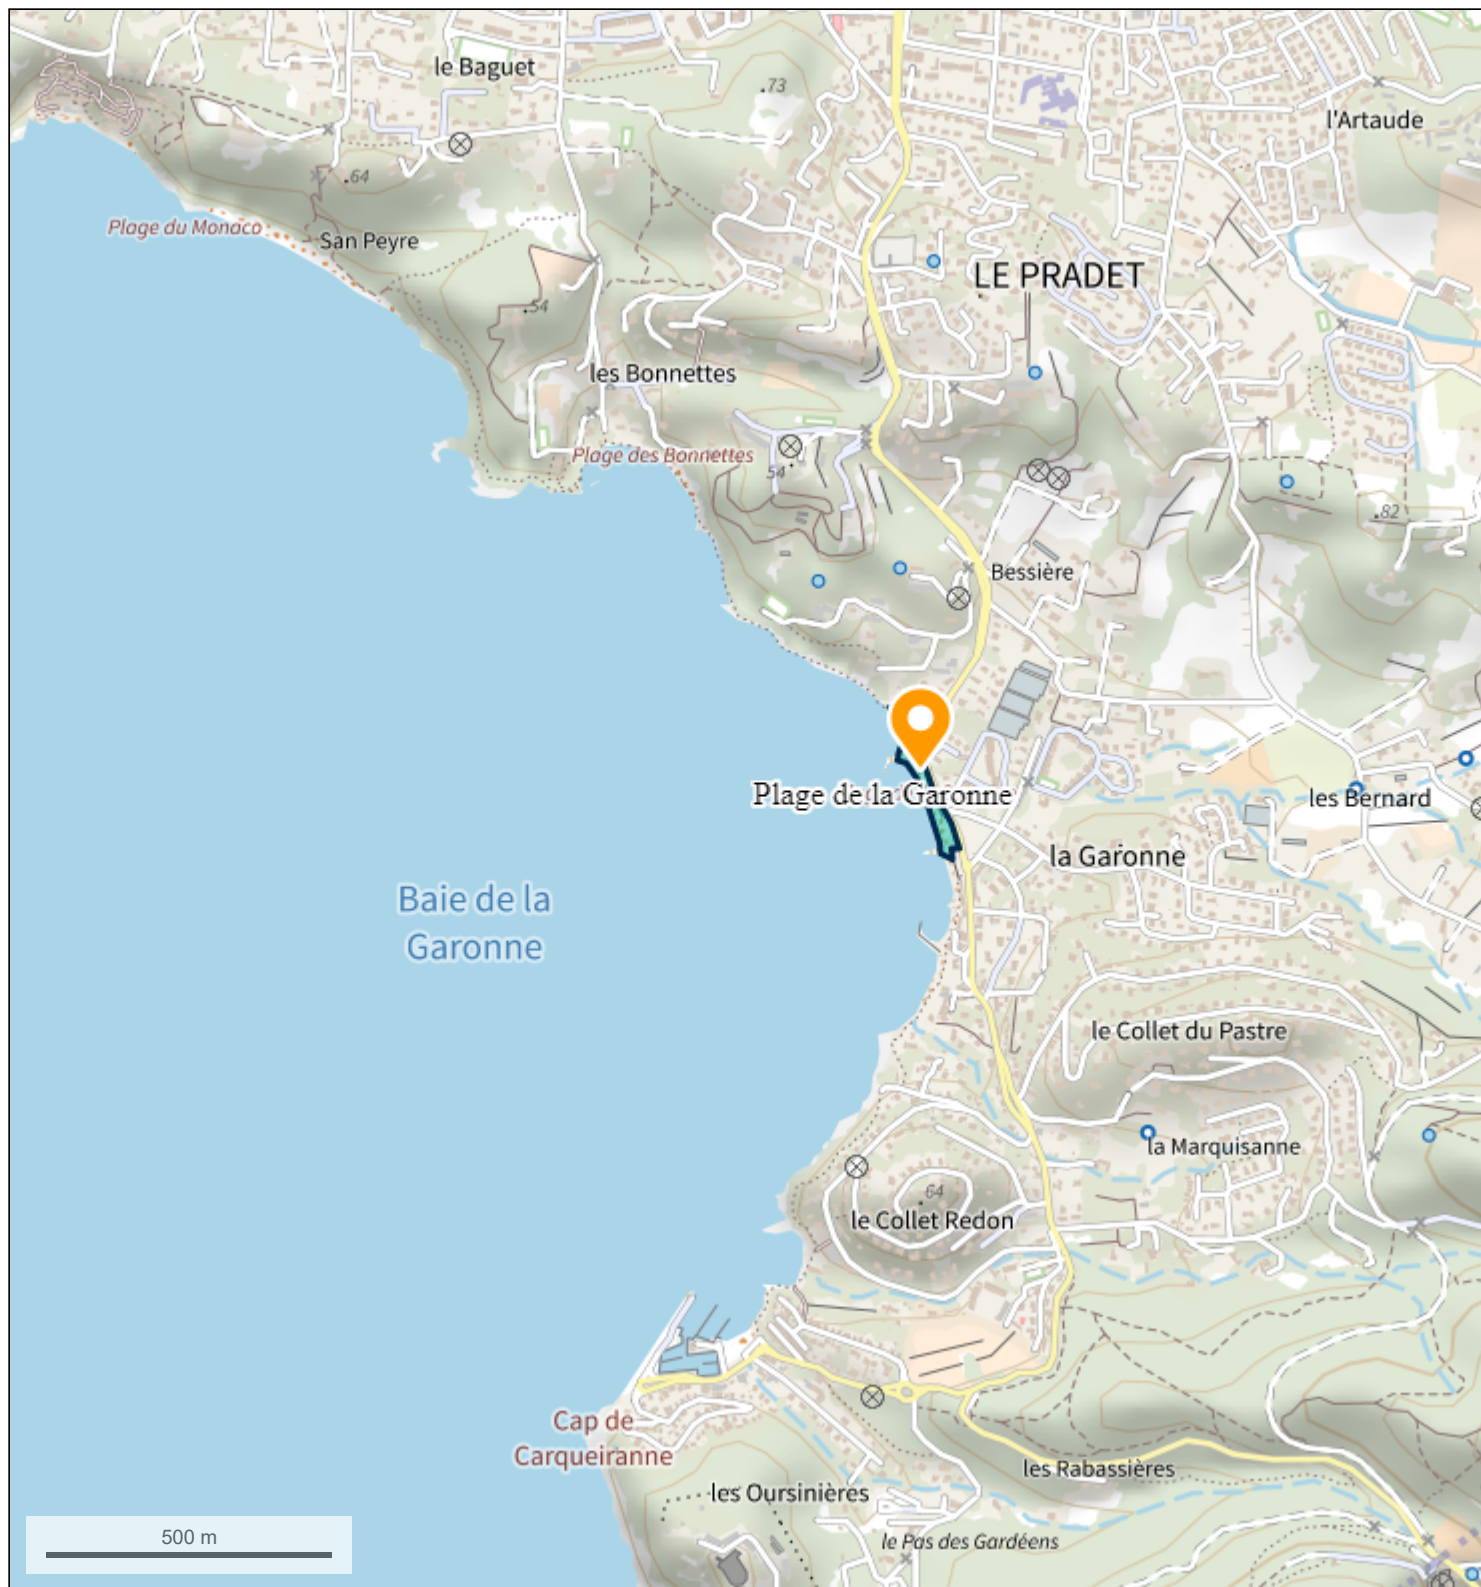 le Baguet
73
l'Artaude
64
Plage du Monaco
San Peyre
LE PRADET
54
les Bonnettes
Plage des Bonnettes
54
82
Bessière
Plage de la Garonne
les Bernard
la Garonne
Baie de la
Garonne
le Collet du Pastre
la Marquisanne
64
le Collet Redon
Cap de
Carqueiranne
les Rabassières
les Oursinières
le Pas des Gardéens
500 m